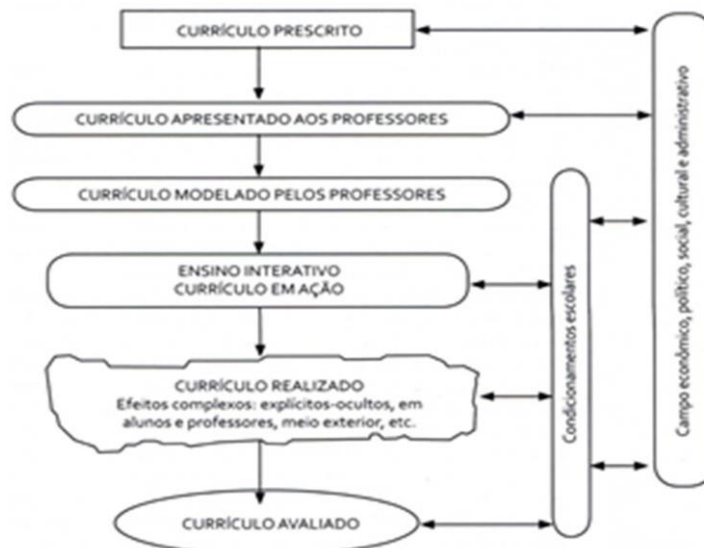 CURRÍCULO PRESCRITO
CURRÍCULO APRESENTADO AOS PROFESSORES
CURRÍCULO MODELADO PELOS PROFESSORES
ENSINO INTERATIVO
CURRÍCULO EM AÇÃO
CURRÍCULO REALIZADO
Efeitos complexos: explícitos-ocultos, em
alunos e professores, meio exterior, etc.
CURRÍCULO AVALIADO
Condicionamentos escolares
Campo econômico, político, social, cultural e administrativo